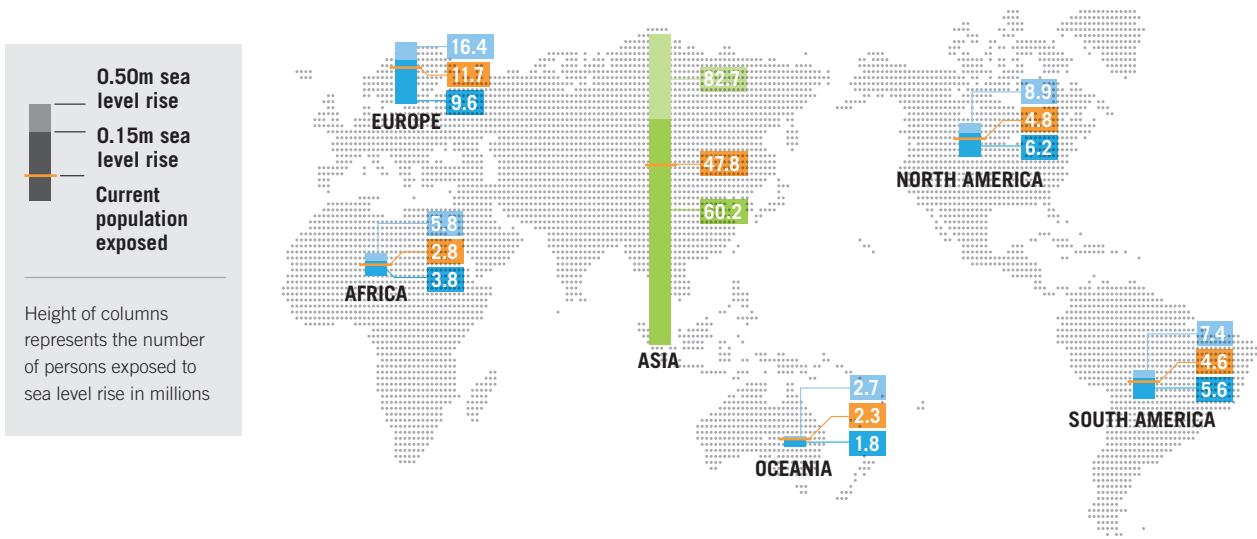 0.50m sea
level rise
0.15m sea
level rise
Current
population
exposed
Height of columns
represents the number
of persons exposed to
sea level rise in millions
16.4
11.7
9.6
EUROPE
82.7
47.8
60.2
ASIA
8.9
4.8
6.2
NORTH AMERICA
5.8
2.8
3.8
AFRICA
2.7
2.3
1.8
OCEANIA
7.4
4.6
5.6
SOUTH AMERICA